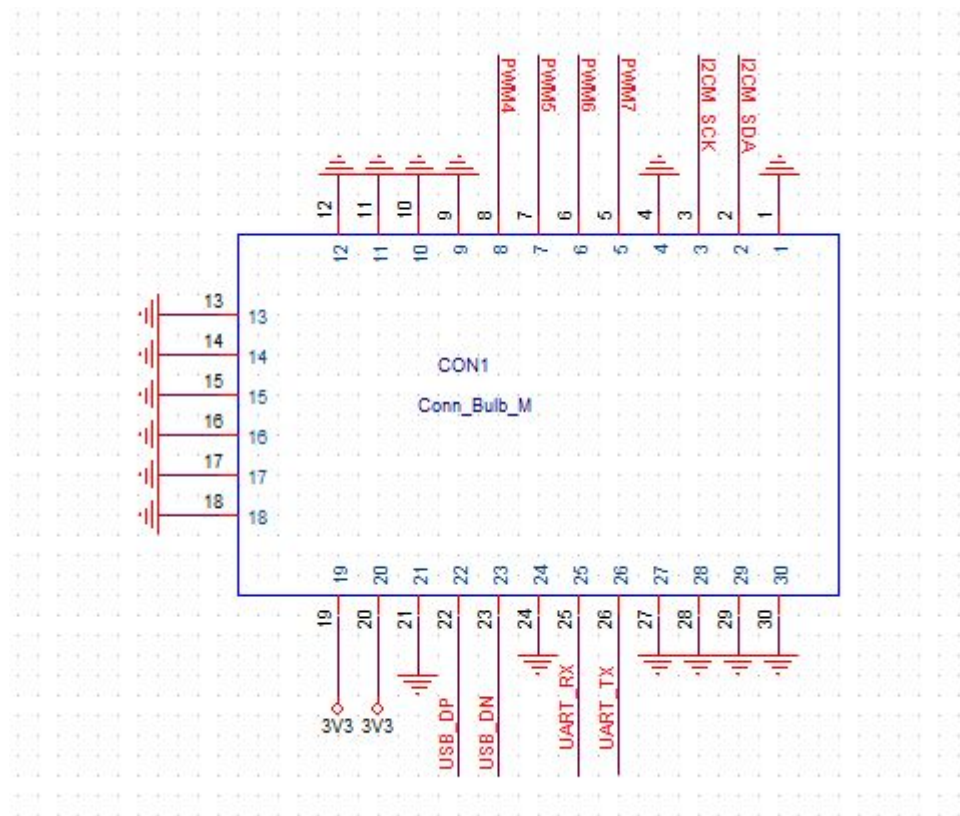 PWM4 PWM5 PWM6 PWM7 I2CM_SCK I2CM_SDA
12 11 10 9 8 7 6 5 4 3 2 1
12 11 10 9 8 7 6 5 4 3 2 1
13 13
14 14
15 15
16 16
17 17
18 18
CON1
Conn_Bulb_M
19 20 21 22 23 24 25 26 27 28 29 30
19 20 21 22 23 24 25 26 27 28 29 30
3V3 3V3 USB_DP USB_DN UART_RX UART_TX